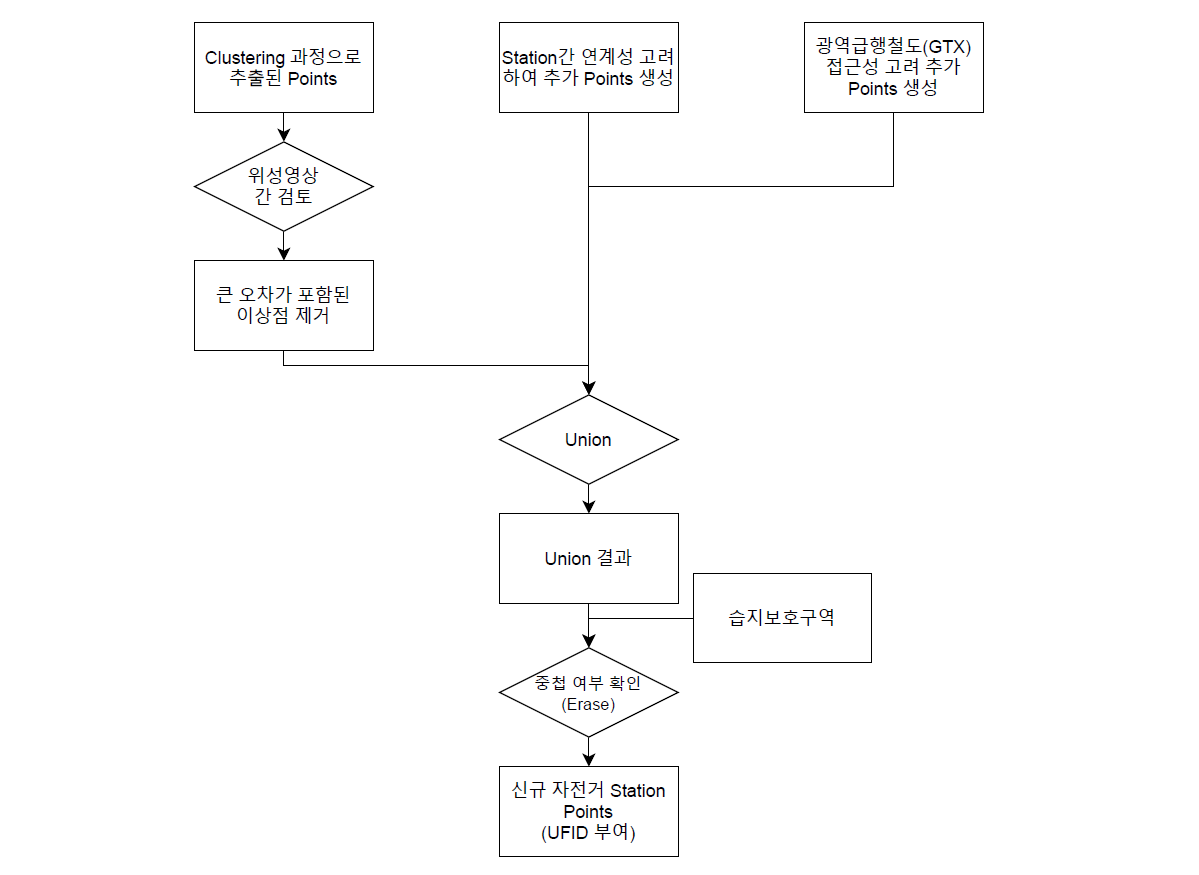 Clustering 과정으로
추출된 Points
Station간 연계성 고려
하여 추가 Points 생성
광역급행철도(GTX)
접근성 고려 추가
Points 생성
위성영상
간 검토
큰 오차가 포함된
이상점 제거
Union
Union 결과
습지보호구역
중첩 여부 확인
(Erase)
신규 자전거 Station
Points
(UFID 부여)